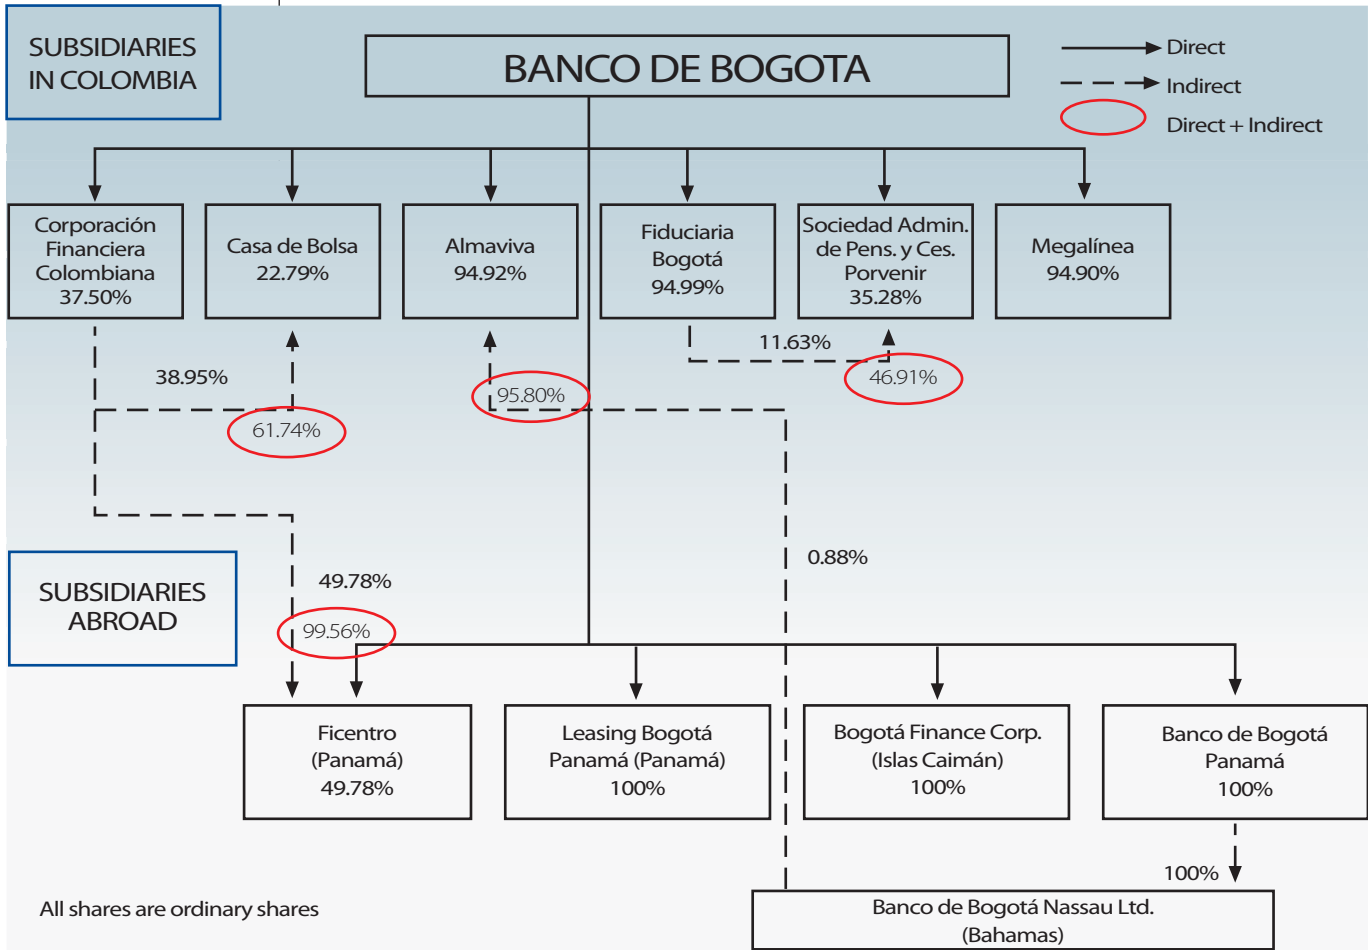 SUBSIDIARIES
IN COLOMBIA
BANCO DE BOGOTA
Direct
Indirect
Direct + Indirect
Corporación
Financiera
Colombiana
37.50%
Casa de Bolsa
22.79%
Almaviva
94.92%
Fiduciaria
Bogotá
94.99%
Sociedad Admin.
de Pens. y Ces.
Porvenir
35.28%
Megalínea
94.90%
38.95%
61.74%
95.80%
11.63%
46.91%
SUBSIDIARIES
ABROAD
49.78%
99.56%
0.88%
Ficentro
(Panamá)
49.78%
Leasing Bogotá
Panamá (Panamá)
100%
Bogotá Finance Corp.
(Islas Caimán)
100%
Banco de Bogotá
Panamá
100%
100%
All shares are ordinary shares
Banco de Bogotá Nassau Ltd.
(Bahamas)